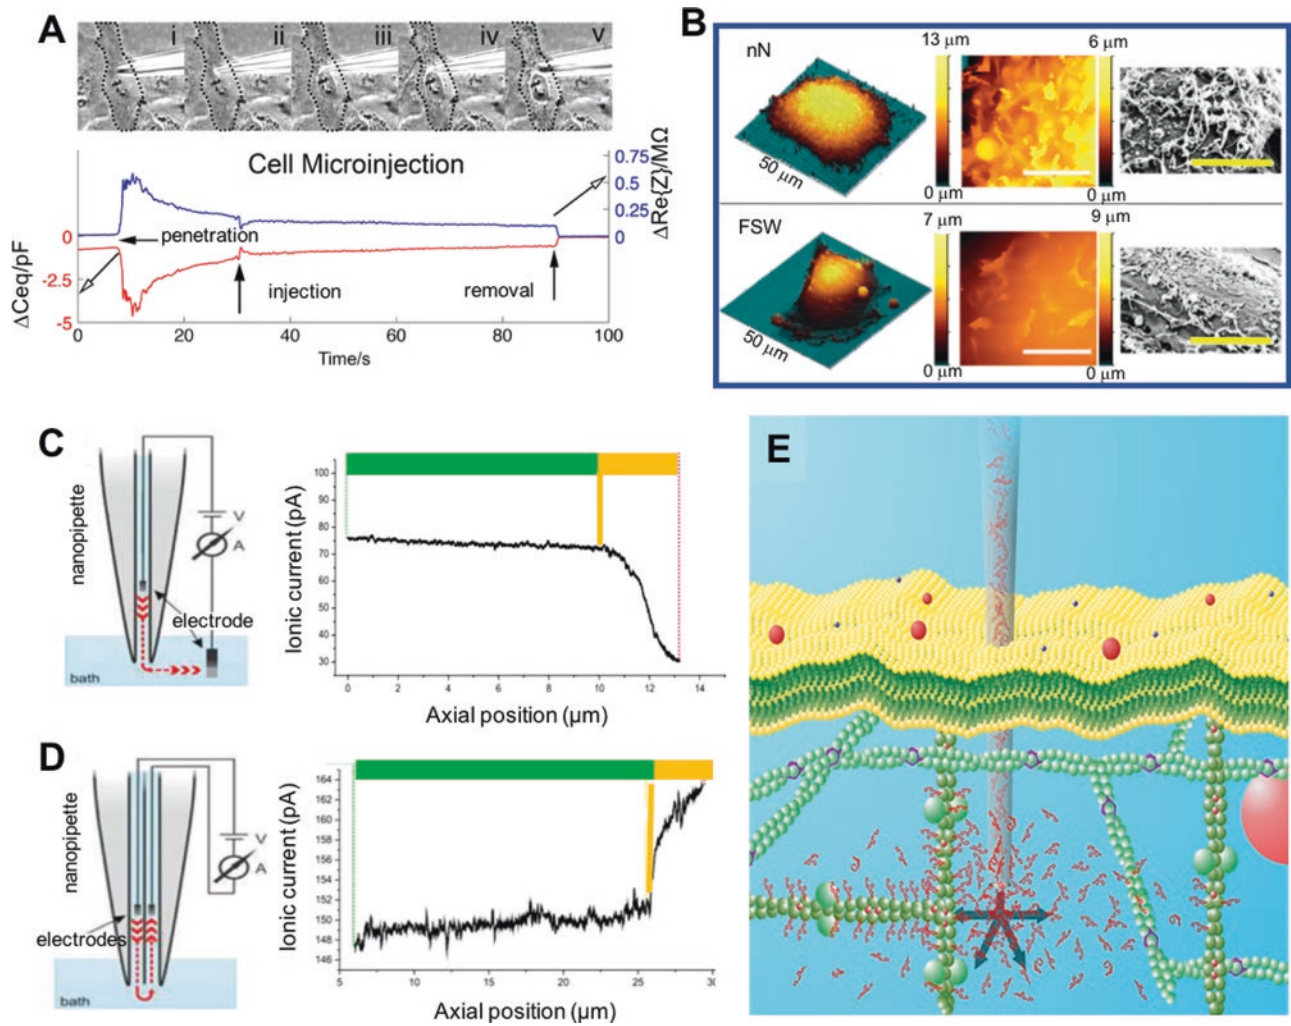 A
i
ii
iii
iv
v
Cell Microinjection
0.75
0.5
0.25
0
ΔRe{Z}/MΩ
0
-2.5
-5
ΔCeq/pF
penetration
injection
removal
0
20
40
60
80
100
Time/s
B
nN
50 µm
13 µm
0 µm
6 µm
0 µm
FSW
50 µm
7 µm
0 µm
9 µm
0 µm
C
nanopipette
V
A
electrode
bath
Ionic current (pA)
100
90
80
70
60
50
40
30
0
2
4
6
8
10
12
14
Axial position (µm)
D
nanopipette
V
A
electrodes
bath
Ionic current (pA)
164
162
160
158
156
154
152
150
148
146
5
10
15
20
25
30
Axial position (µm)
E